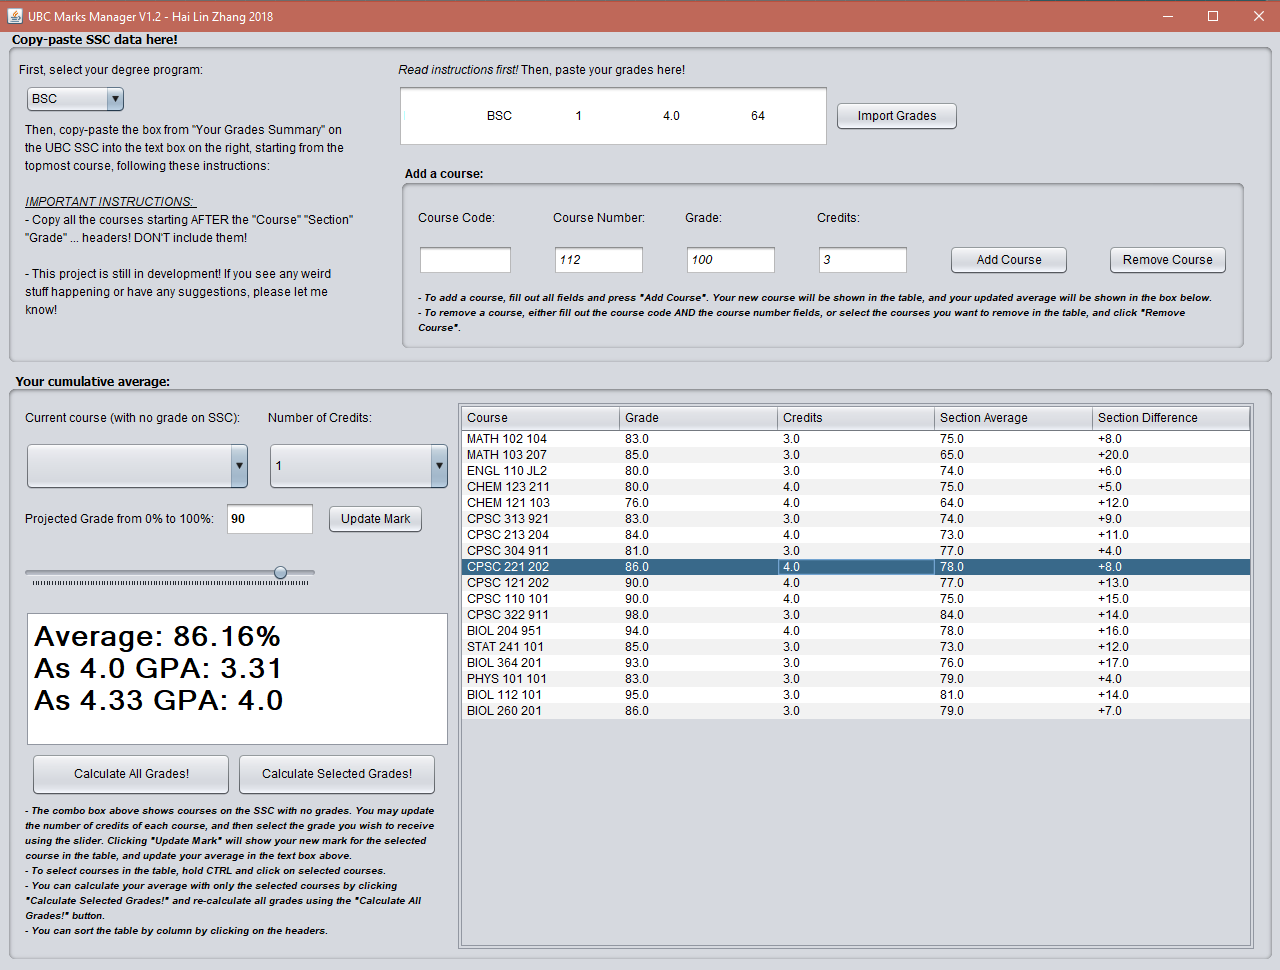 UBC Marks Manager V1.2 - Hai Lin Zhang 2018
Copy-paste SSC data here!
First, select your degree program:
BSC
Then, copy-paste the box from "Your Grades Summary" on
the UBC SSC into the text box on the right, starting from the
topmost course, following these instructions:
IMPORTANT INSTRUCTIONS:
- Copy all the courses starting AFTER the "Course" "Section"
"Grade" ... headers! DON'T include them!
- This project is still in development! If you see any weird
stuff happening or have any suggestions, please let me
know!
Read instructions first! Then, paste your grades here!
BSC 1 4.0 64
Import Grades
Add a course:
Course Code: Course Number: Grade: Credits:
112 100 3 Add Course Remove Course
- To add a course, fill out all fields and press "Add Course". Your new course will be shown in the table, and your updated average will be shown in the box below.
- To remove a course, either fill out the course code AND the course number fields, or select the courses you want to remove in the table, and click "Remove
Course".
Your cumulative average:
Current course (with no grade on SSC): Number of Credits:
1
Projected Grade from 0% to 100%: 90 Update Mark
Average: 86.16%
As 4.0 GPA: 3.31
As 4.33 GPA: 4.0
Calculate All Grades! Calculate Selected Grades!
- The combo box above shows courses on the SSC with no grades. You may update
the number of credits of each course, and then select the grade you wish to receive
using the slider. Clicking "Update Mark" will show your new mark for the selected
course in the table, and update your average in the text box above.
- To select courses in the table, hold CTRL and click on selected courses.
- You can calculate your average with only the selected courses by clicking
"Calculate Selected Grades!" and re-calculate all grades using the "Calculate All
Grades!" button.
- You can sort the table by column by clicking on the headers.
Course Grade Credits Section Average Section Difference
MATH 102 104 83.0 3.0 75.0 +8.0
MATH 103 207 85.0 3.0 65.0 +20.0
ENGL 110 JL2 80.0 3.0 74.0 +6.0
CHEM 123 211 80.0 4.0 75.0 +5.0
CHEM 121 103 76.0 4.0 64.0 +12.0
CPSC 313 921 83.0 3.0 74.0 +9.0
CPSC 213 204 84.0 4.0 73.0 +11.0
CPSC 304 911 81.0 3.0 77.0 +4.0
CPSC 221 202 86.0 4.0 78.0 +8.0
CPSC 121 202 90.0 4.0 77.0 +13.0
CPSC 110 101 90.0 4.0 75.0 +15.0
CPSC 322 911 98.0 3.0 84.0 +14.0
BIOL 204 951 94.0 4.0 78.0 +16.0
STAT 241 101 85.0 3.0 73.0 +12.0
BIOL 364 201 93.0 3.0 76.0 +17.0
PHYS 101 101 83.0 3.0 79.0 +4.0
BIOL 112 101 95.0 3.0 81.0 +14.0
BIOL 260 201 86.0 3.0 79.0 +7.0